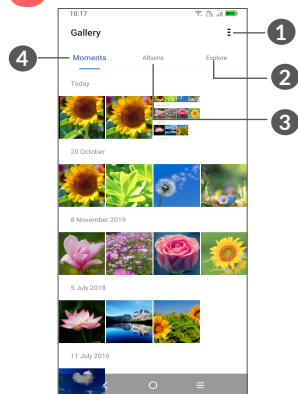 10:17
Gallery
1
4
Moments
Albums
Explore
2
Today
3
20 October
8 November 2019
5 July 2018
11 July 2016